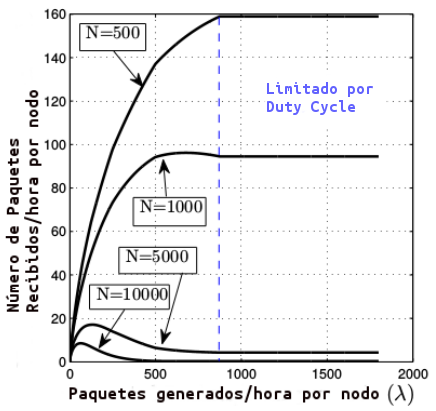 160
140
120
100
80
60
40
20
0
Número de Paquetes
Recibidos/hora por nodo
N=500
Limitado por
Duty Cycle
N=1000
N=5000
N=10000
0 500 1000 1500 2000
Paquetes generados/hora por nodo (λ)